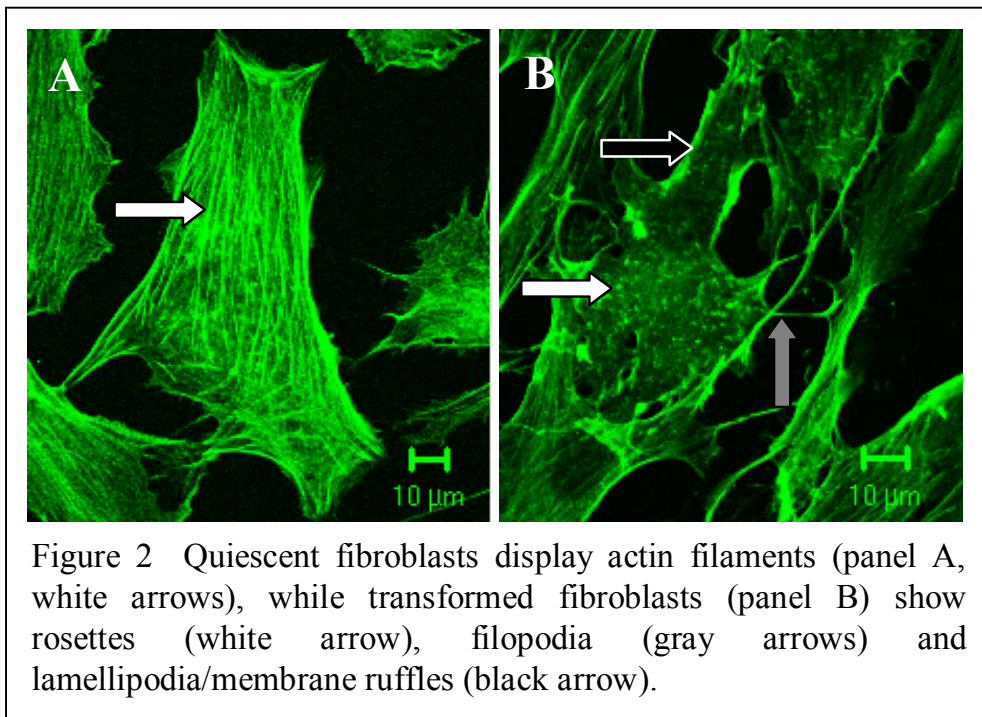 A
B
10 µm
10 µm
Figure 2 Quiescent fibroblasts display actin filaments (panel A,
white arrows), while transformed fibroblasts (panel B) show
rosettes (white arrow), filopodia (gray arrows) and
lamellipodia/membrane ruffles (black arrow).